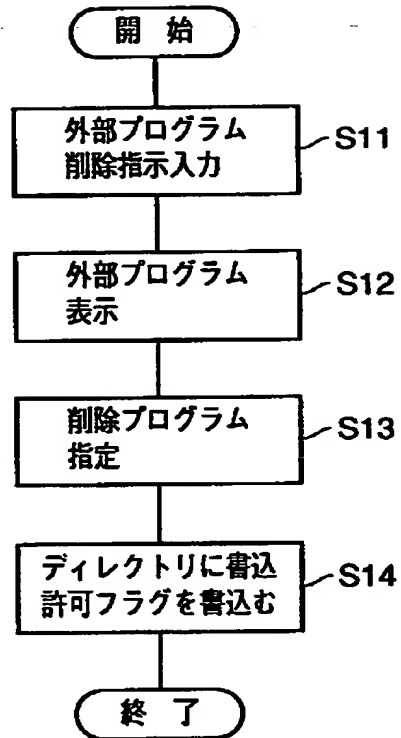 開 始
外部プログラム
削除指示入力
S11
外部プログラム
表示
S12
削除プログラム
指定
S13
ディレクトリに書込
許可フラグを書込む
S14
終 了